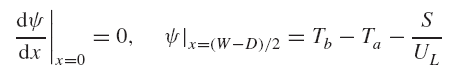 dψ/dx|ₓ₌₀ = 0, ψ|ₓ₌₍W−D₎/₂ = T_b − T_a − S/U_L